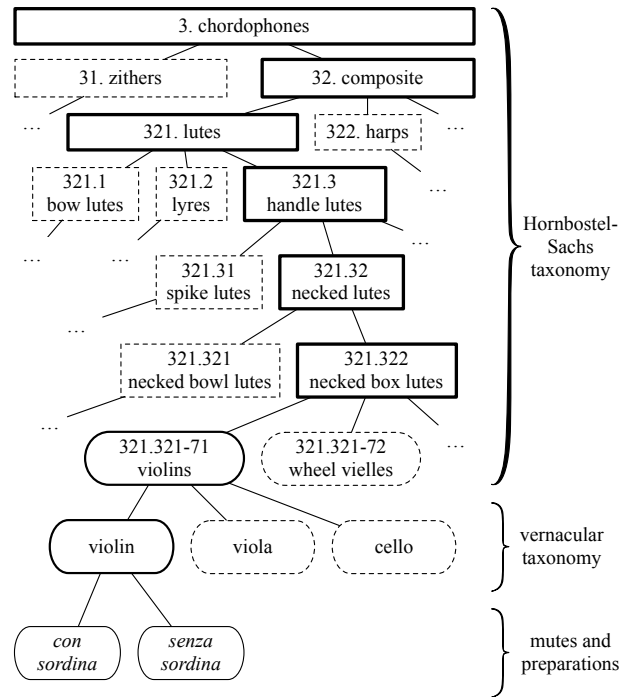 3. chordophones
31. zithers
32. composite
...
321. lutes
322. harps
...
321.1
bow lutes
321.2
lyres
321.3
handle lutes
...
...
...
...
321.31
spike lutes
321.32
necked lutes
...
321.321
necked bowl lutes
321.322
necked box lutes
...
...
321.321-71
violins
321.321-72
wheel vielles
Hornbostel-
Sachs
taxonomy
violin
viola
cello
vernacular
taxonomy
con
sordina
senza
sordina
mutes and
preparations